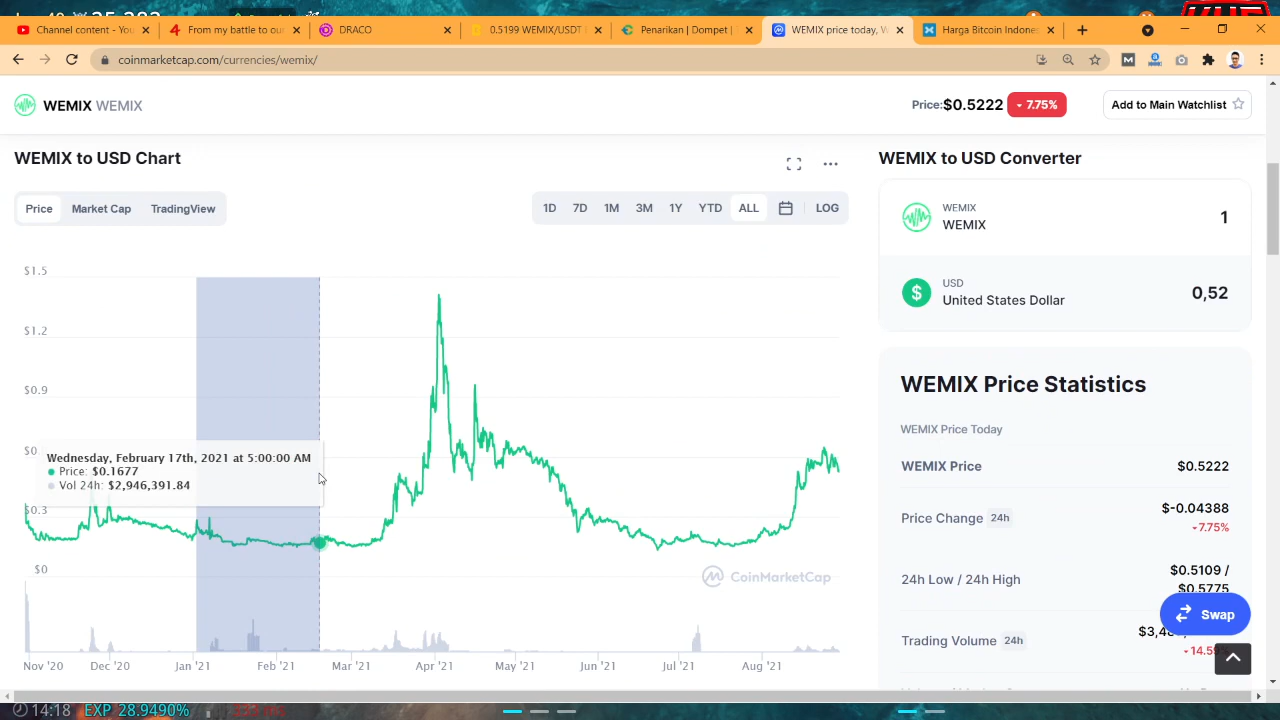 Channel content - You
From my battle to our
DRACO
0.5199 WEMIX/USDT
Penarikan | Dompet |
WEMIX price today, W
Harga Bitcoin Indones
coinmarketcap.com/currencies/wemix/
WEMIX WEMIX
Price: $0.5222 7.75%
Add to Main Watchlist
WEMIX to USD Chart
WEMIX to USD Converter
Price Market Cap TradingView
1D 7D 1M 3M 1Y YTD ALL LOG
WEMIX
WEMIX
1
USD
United States Dollar
0,52
$1.5
$1.2
$0.9
$0.
$0.3
$0
Wednesday, February 17th, 2021 at 5:00:00 AM
Price: $0.1677
Vol 24h: $2,946,391.84
CoinMarketCap
Nov '20 Dec '20 Jan '21 Feb '21 Mar '21 Apr '21 May '21 Jun '21 Jul '21 Aug '21
WEMIX Price Statistics
WEMIX Price Today
WEMIX Price
$0.5222
Price Change 24h
$-0.04388
7.75%
24h Low / 24h High
$0.5109 /
$0.5775
Swap
Trading Volume 24h
14:18 EXP 28.9490%